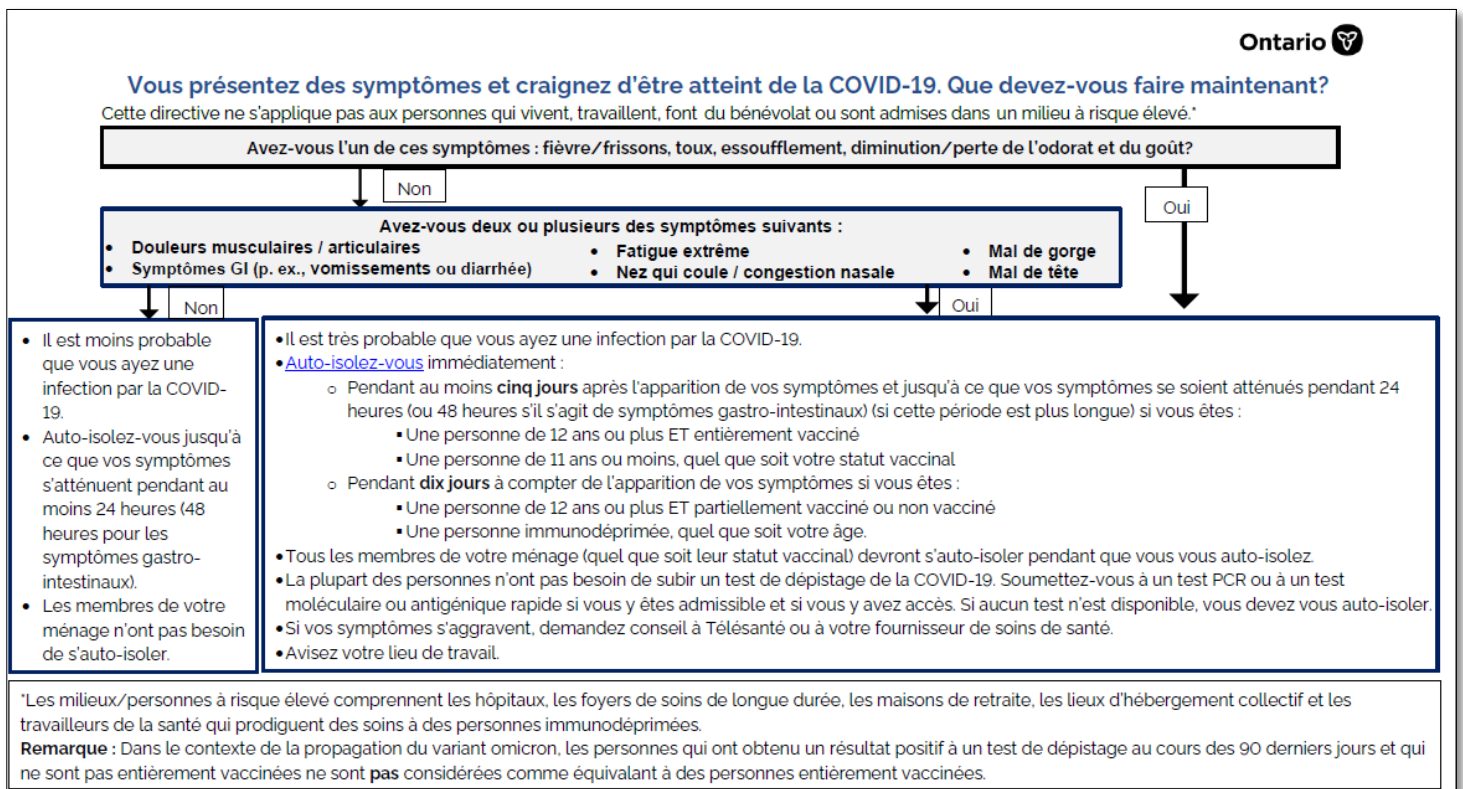 Ontario
Vous présentez des symptômes et craignez d'être atteint de la COVID-19. Que devez-vous faire maintenant?
Cette directive ne s'applique pas aux personnes qui vivent, travaillent, font du bénévolat ou sont admises dans un milieu à risque élevé.*
Avez-vous l'un de ces symptômes : fièvre/frissons, toux, essoufflement, diminution/perte de l'odorat et du goût?
Non
Oui
Avez-vous deux ou plusieurs des symptômes suivants :
• Douleurs musculaires / articulaires
• Symptômes GI (p. ex., vomissements ou diarrhée)
• Fatigue extrême
• Nez qui coule / congestion nasale
• Mal de gorge
• Mal de tête
Non
Oui
• Il est moins probable
que vous ayez une
infection par la COVID-
19.
• Auto-isolez-vous jusqu'à
ce que vos symptômes
s'atténuent pendant au
moins 24 heures (48
heures pour les
symptômes gastro-
intestinaux).
• Les membres de votre
ménage n'ont pas besoin
de s'auto-isoler.
• Il est très probable que vous ayez une infection par la COVID-19.
• Auto-isolez-vous immédiatement :
o Pendant au moins cinq jours après l'apparition de vos symptômes et jusqu'à ce que vos symptômes se soient atténués pendant 24
heures (ou 48 heures s'il s'agit de symptômes gastro-intestinaux) (si cette période est plus longue) si vous êtes :
▪ Une personne de 12 ans ou plus ET entièrement vacciné
▪ Une personne de 11 ans ou moins, quel que soit votre statut vaccinal
o Pendant dix jours à compter de l'apparition de vos symptômes si vous êtes :
▪ Une personne de 12 ans ou plus ET partiellement vacciné ou non vacciné
▪ Une personne immunodéprimée, quel que soit votre âge.
• Tous les membres de votre ménage (quel que soit leur statut vaccinal) devront s'auto-isoler pendant que vous vous auto-isolez.
• La plupart des personnes n'ont pas besoin de subir un test de dépistage de la COVID-19. Soumettez-vous à un test PCR ou à un test
moléculaire ou antigénique rapide si vous y êtes admissible et si vous y avez accès. Si aucun test n'est disponible, vous devez vous auto-isoler.
• Si vos symptômes s'aggravent, demandez conseil à Télésanté ou à votre fournisseur de soins de santé.
• Avisez votre lieu de travail.
*Les milieux/personnes à risque élevé comprennent les hôpitaux, les foyers de soins de longue durée, les maisons de retraite, les lieux d'hébergement collectif et les
travailleurs de la santé qui prodiguent des soins à des personnes immunodéprimées.
Remarque : Dans le contexte de la propagation du variant omicron, les personnes qui ont obtenu un résultat positif à un test de dépistage au cours des 90 derniers jours et qui
ne sont pas entièrement vaccinées ne sont pas considérées comme équivalant à des personnes entièrement vaccinées.